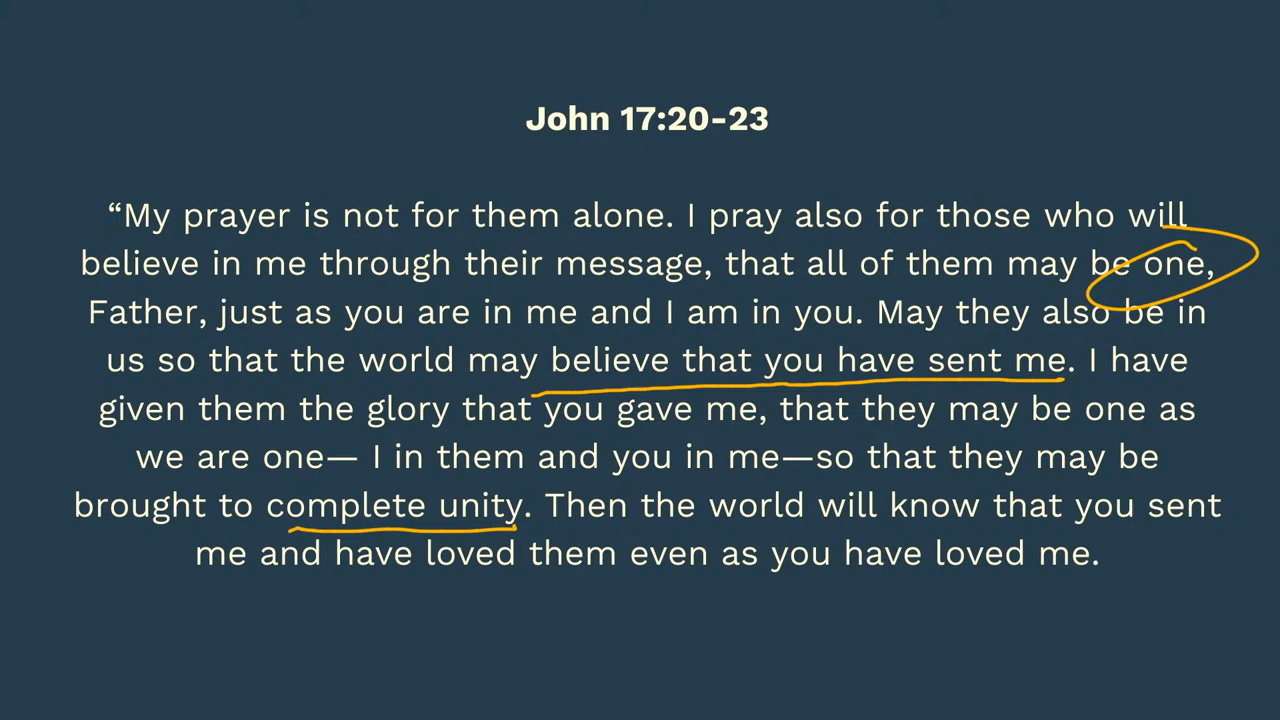 John 17:20-23
“My prayer is not for them alone. I pray also for those who will
believe in me through their message, that all of them may be one,
Father, just as you are in me and I am in you. May they also be in
us so that the world may believe that you have sent me. I have
given them the glory that you gave me, that they may be one as
we are one— I in them and you in me—so that they may be
brought to complete unity. Then the world will know that you sent
me and have loved them even as you have loved me.